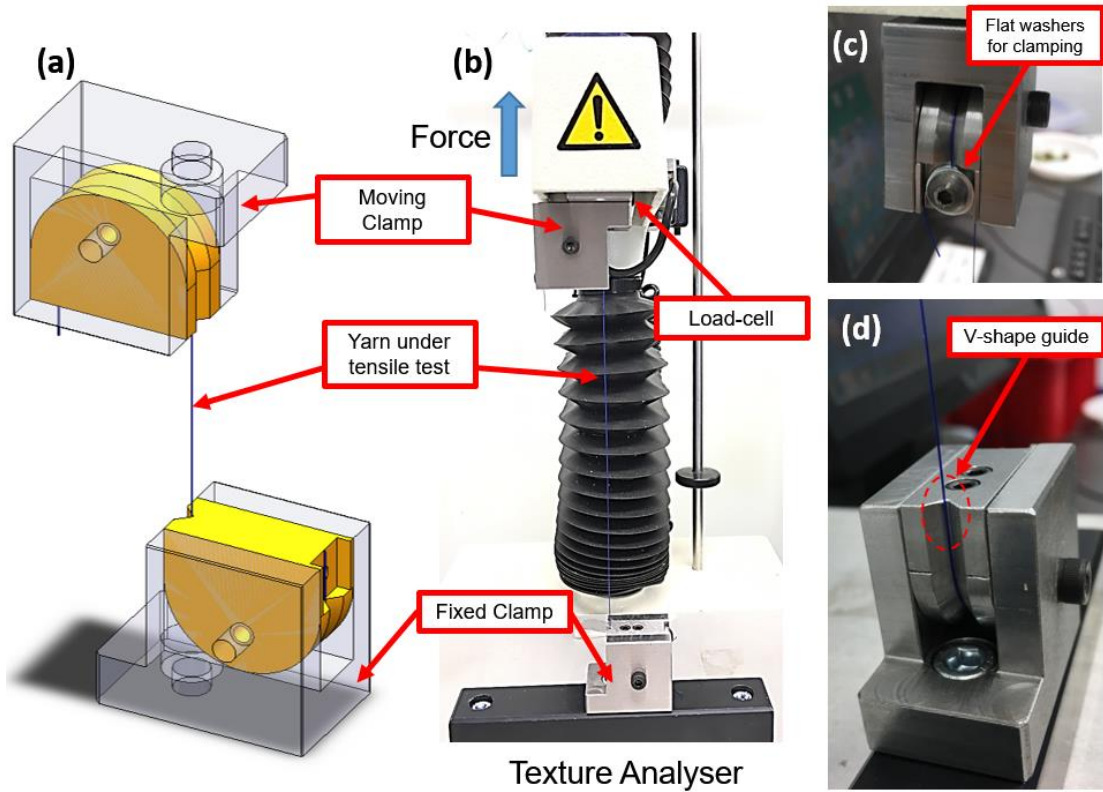 (a)
(b)
Force
Moving
Clamp
Yarn under
tensile test
Fixed Clamp
Load-cell
Texture Analyser
(c)
Flat washers
for clamping
(d)
V-shape guide